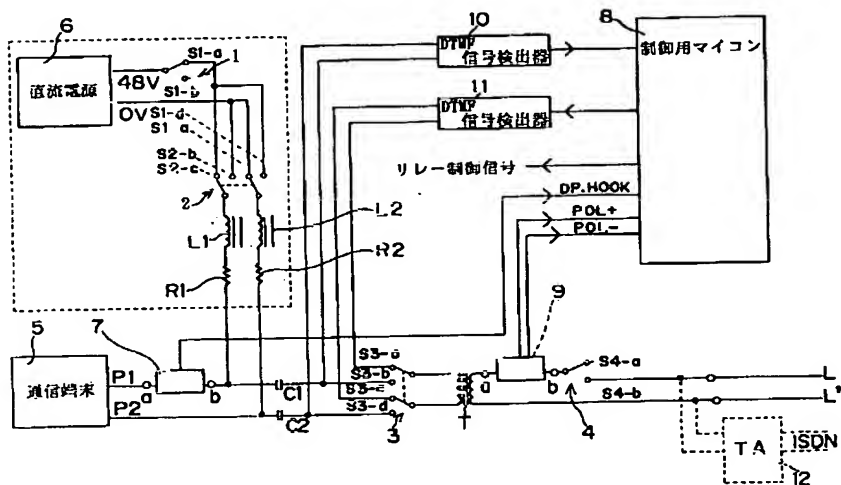 10
8
6
DTMF
信号検出器
制御用マイコン
S1-a
1
直流電源
48V
S1-b
11
DTMF
信号検出器
0V
S1-d
S1-a
S2-b
S2-c
リレー制御信号
2
DP.HOOK
L2
POL+
L1
POL-
R2
R1
9
5
7
S3-b
S3-d
S4-a
通信端末
P1
a
b
C1
a
b
L
P2
S4-b
L'
C2
3
4
TA
ISDN
12